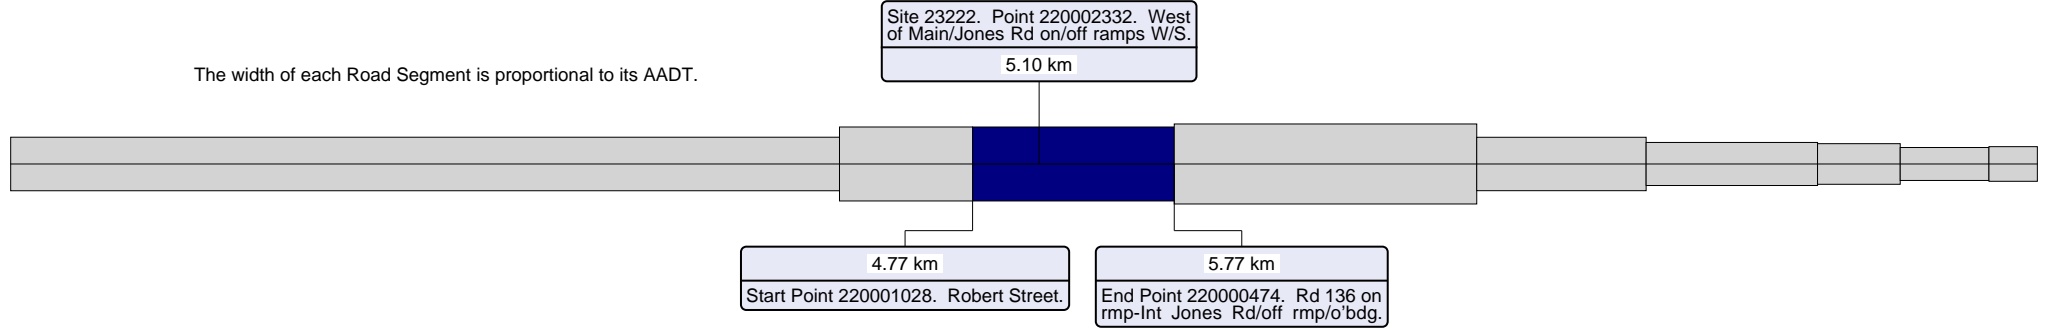 Site 23222. Point 220002332. West
of Main/Jones Rd on/off ramps W/S.
5.10 km
The width of each Road Segment is proportional to its AADT.
4.77 km
Start Point 220001028. Robert Street.
5.77 km
End Point 220000474. Rd 136 on
rmp-Int Jones Rd/off rmp/o'bdg.